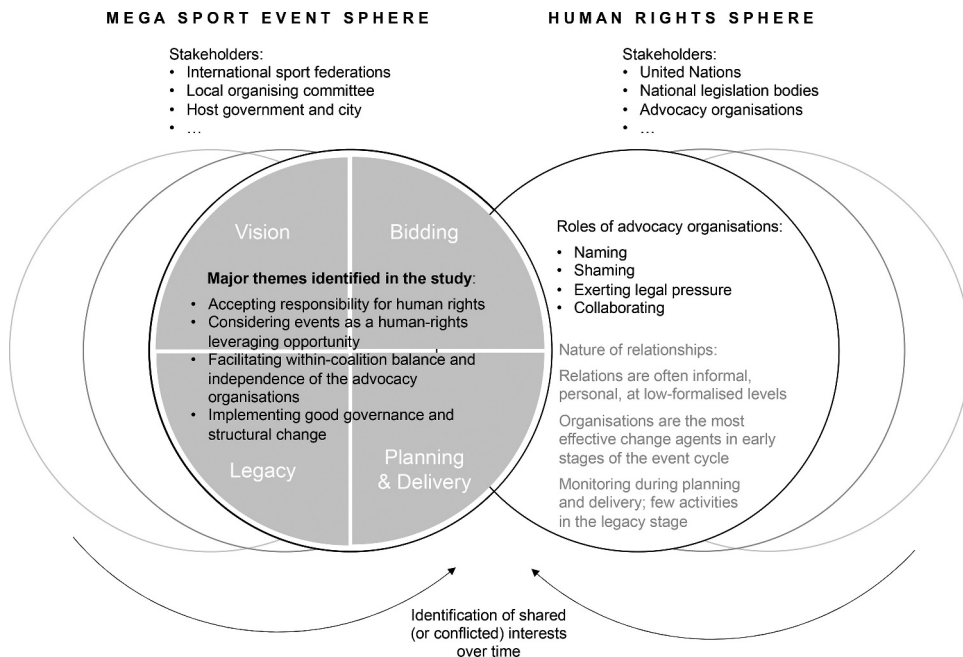 MEGA SPORT EVENT SPHERE
Stakeholders:
• International sport federations
• Local organising committee
• Host government and city
• …
HUMAN RIGHTS SPHERE
Stakeholders:
• United Nations
• National legislation bodies
• Advocacy organisations
• …
Vision
Bidding
Major themes identified in the study:
• Accepting responsibility for human rights
• Considering events as a human-rights
leveraging opportunity
• Facilitating within-coalition balance and
independence of the advocacy
organisations
• Implementing good governance and
structural change
Legacy
Planning
& Delivery
Roles of advocacy organisations:
• Naming
• Shaming
• Exerting legal pressure
• Collaborating
Nature of relationships:
Relations are often informal,
personal, at low-formalised levels
Organisations are the most
effective change agents in early
stages of the event cycle
Monitoring during planning
and delivery; few activities
in the legacy stage
Identification of shared
(or conflicted) interests
over time